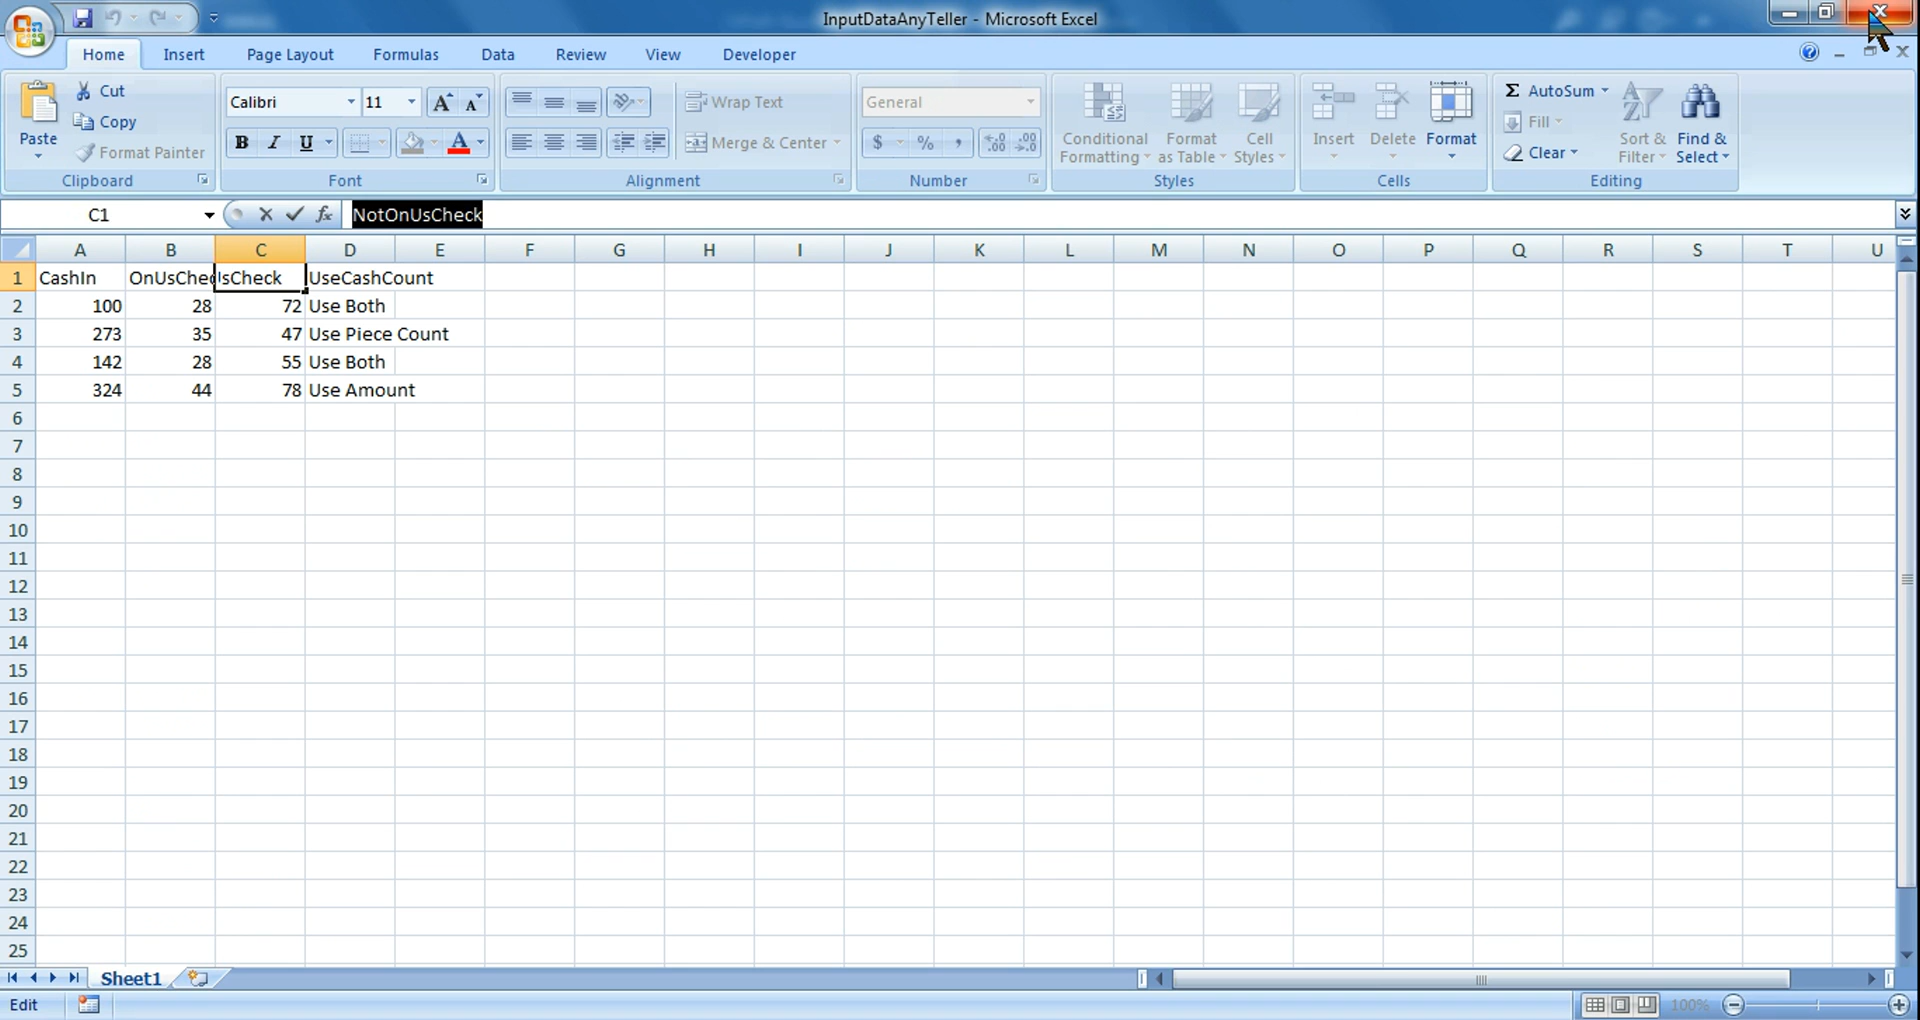 InputDataAnyTeller - Microsoft Excel
Home Insert Page Layout Formulas Data Review View Developer
Paste
Cut
Copy
Format Painter
Clipboard
Calibri 11
B I U A
Font
Wrap Text
Merge & Center
Alignment
General
$ % ,
Number
Conditional Formatting
Format as Table
Cell Styles
Styles
Insert Delete Format
Cells
Σ AutoSum
Fill
Clear
Sort & Filter
Find & Select
Editing
C1 fx NotOnUsCheck
A B C D E F G H I J K L M N O P Q R S T U
1 CashIn OnUsChec UsCheck UseCashCount
2 100 28 72 Use Both
3 273 35 47 Use Piece Count
4 142 28 55 Use Both
5 324 44 78 Use Amount
6
7
8
9
10
11
12
13
14
15
16
17
18
19
20
21
22
23
24
25
Sheet1
Edit 100%